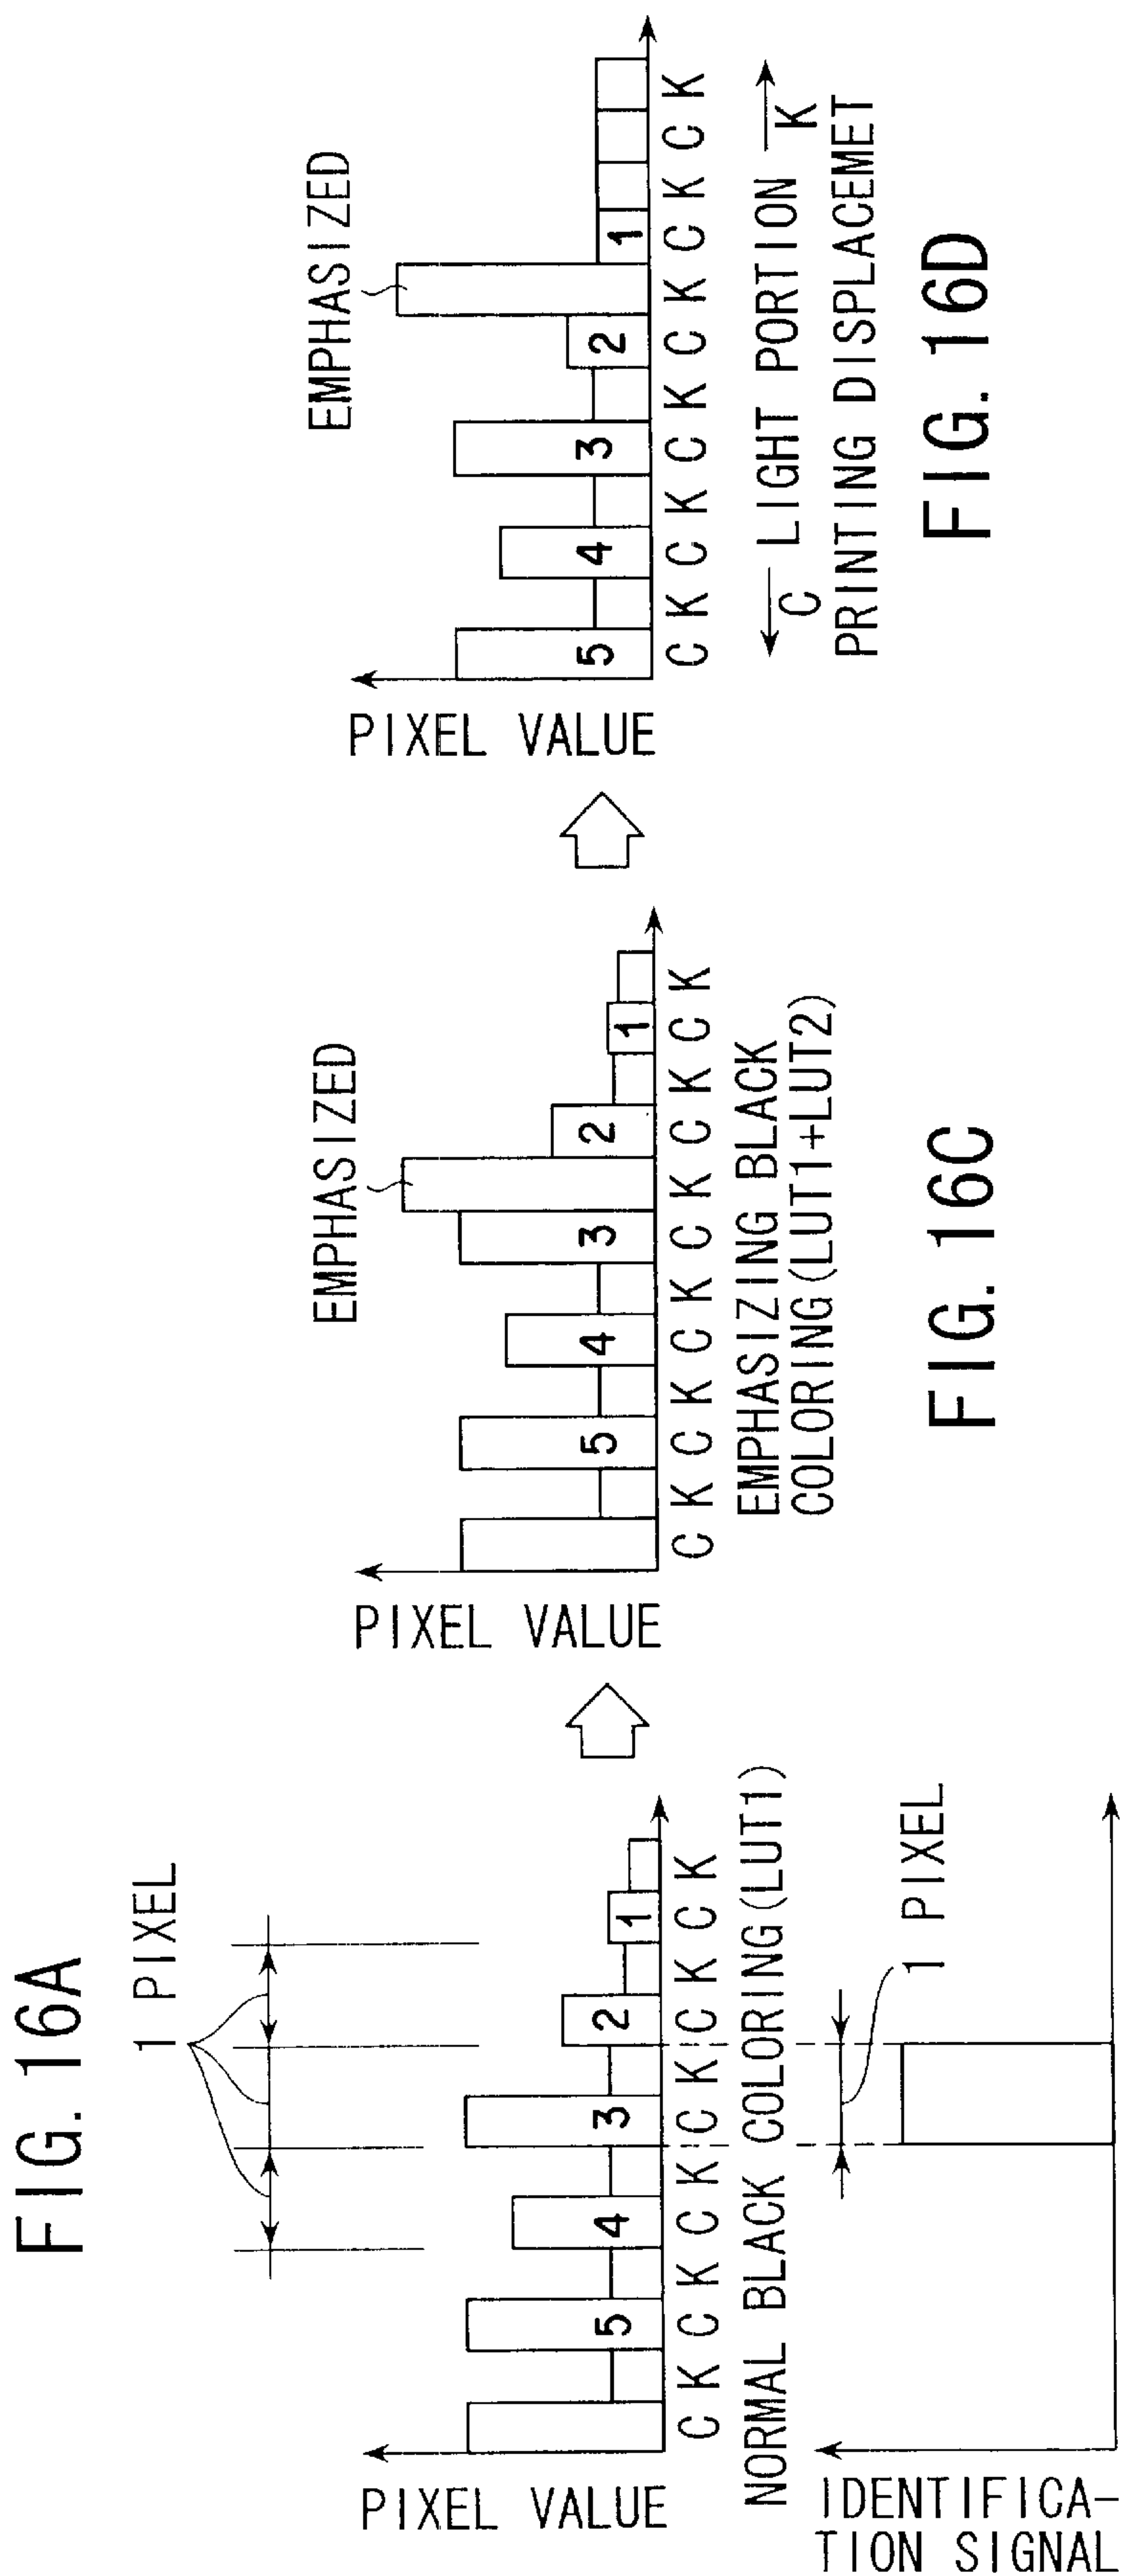 FIG. 16A
1 PIXEL
PIXEL VALUE
5 4 3 2 1
C K C K C K C K C K C K
NORMAL BLACK COLORING (LUT1)
1 PIXEL
IDENTIFICA-
TION SIGNAL
EMPHASIZED
PIXEL VALUE
5 4 3 2 1
C K C K C K C K C K C K
EMPHASIZING BLACK
COLORING (LUT1+LUT2)
FIG. 16C
EMPHASIZED
PIXEL VALUE
5 4 3 2 1
C K C K C K C K C K C K
C LIGHT PORTION K
PRINTING DISPLACEMET
FIG. 16D